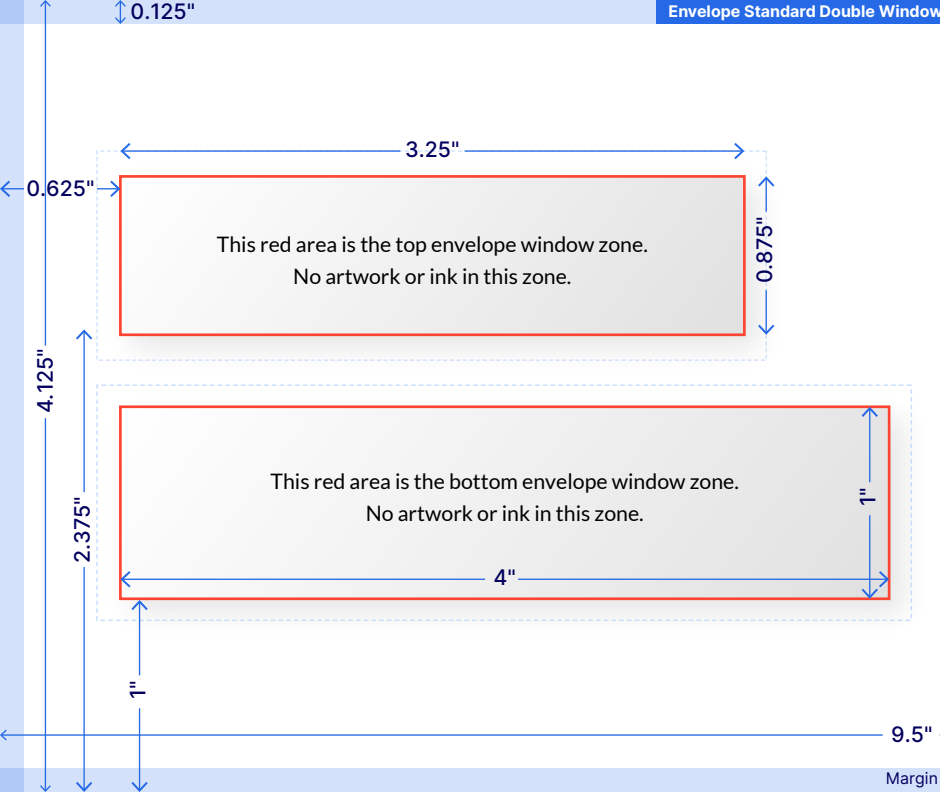 0.125"
Envelope Standard Double Window
3.25"
0.625"
This red area is the top envelope window zone.
No artwork or ink in this zone.
0.875"
4.125"
This red area is the bottom envelope window zone.
No artwork or ink in this zone.
1"
2.375"
4"
1"
9.5"
Margin